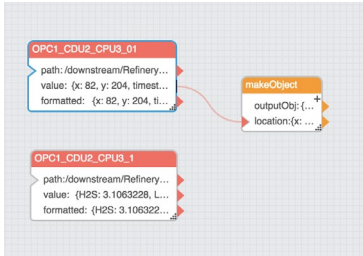 OPC1_CDU2_CPU3_01
path:/downstream/Refinery...
value: {x: 82, y: 204, timest...
formatted: {x: 82, y: 204, ti...
makeObject
+
outputObj: {...
location:{x: ...
OPC1_CDU2_CPU3_1
path:/downstream/Refinery...
value: {H2S: 3.1063228, L...
formatted: {H2S: 3.106322...